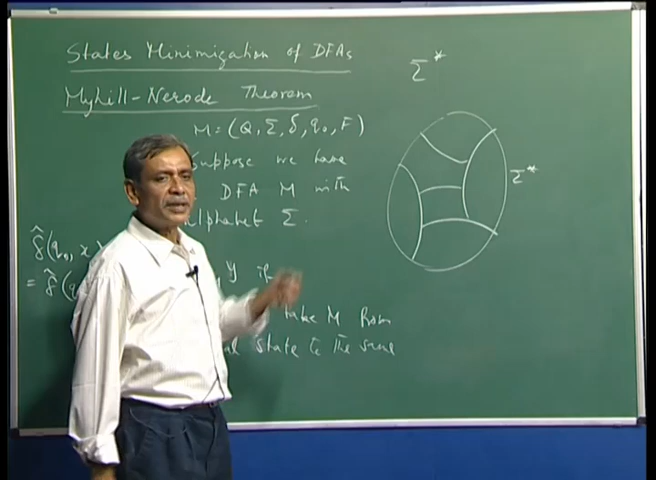 States Minimization of DFAs
Myhill-Nerode Theorem
M = (Q, Σ, δ, q₀, F)
Suppose we have
DFA M with
alphabet Σ.
δ̂(q₀, x)
= δ̂(q
y if
take M from
state to the same
Σ*
Σ*